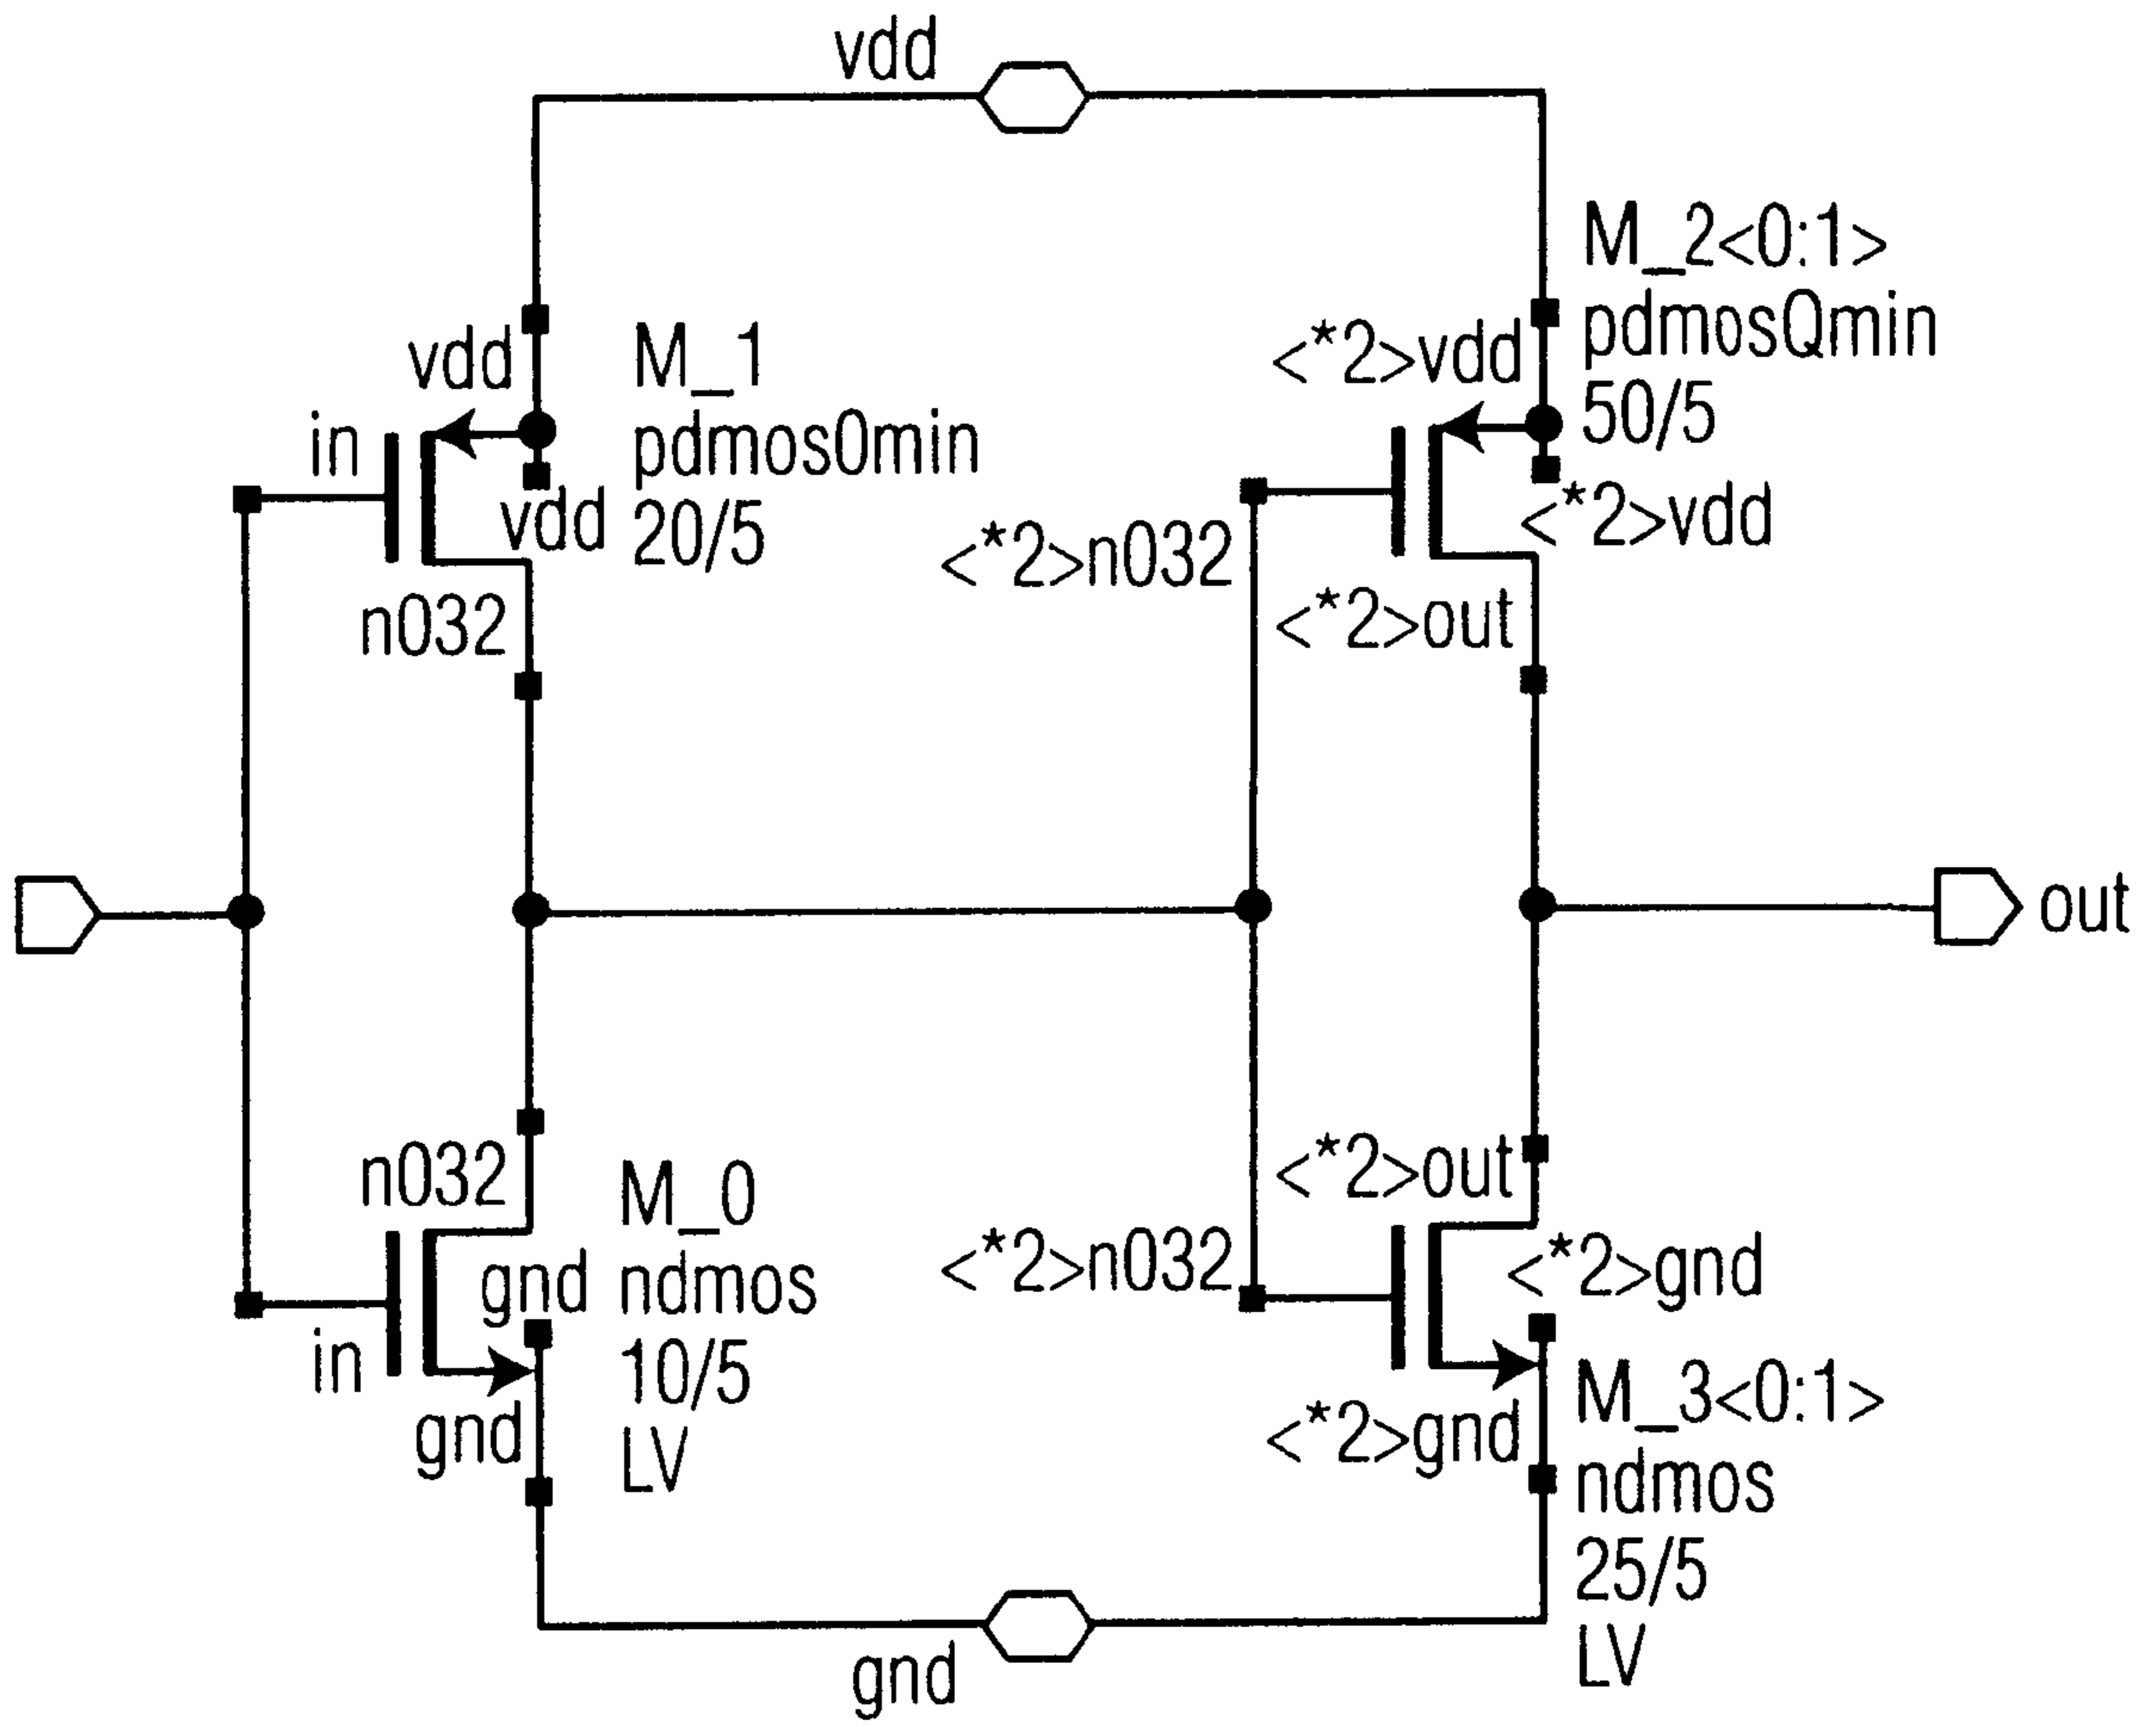 vdd
M_2<0:1>
pdmosQmin
50/5
<*2>vdd
<*2>vdd
<*2>n032
<*2>out
vdd
M_1
pdmos0min
20/5
in
vdd
n032
out
n032
M_0
ndmos
10/5
LV
gnd
in
gnd
<*2>out
<*2>n032
<*2>gnd
<*2>gnd
M_3<0:1>
ndmos
25/5
LV
gnd